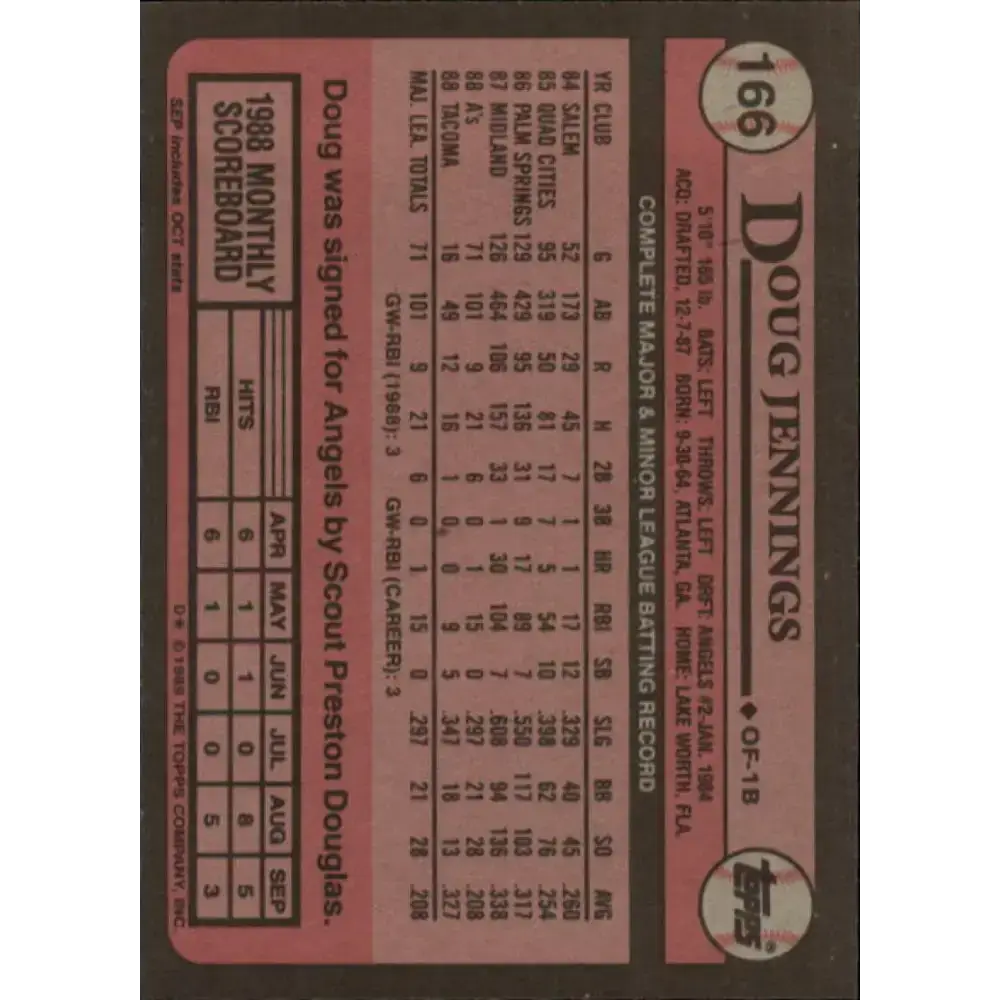 166 DOUG JENNINGS ◆OF-1B topps®
5'10" 165 lb. BATS: LEFT THROWS: LEFT DRFT: ANGELS #2-JAN. 1984
ACQ: DRAFTED, 12-7-87 BORN: 9-30-64, ATLANTA, GA. HOME: LAKE WORTH, FLA.
COMPLETE MAJOR & MINOR LEAGUE BATTING RECORD
YR CLUB G AB R H 2B 3B HR RBI SB SLG BB SO AVG
84 SALEM 52 173 29 45 7 1 1 17 12 .329 40 45 .260
85 QUAD CITIES 95 319 50 81 17 7 5 54 10 .398 62 76 .254
86 PALM SPRINGS 129 429 95 136 31 9 17 89 7 .550 117 103 .317
87 MIDLAND 126 464 106 157 33 1 30 104 7 .608 94 136 .338
88 A's 71 101 9 21 6 0 1 15 0 .297 21 28 .208
88 TACOMA 16 49 12 16 1 0 0 9 5 .347 18 13 .327
MAJ. LEA. TOTALS 71 101 9 21 6 0 1 15 0 .297 21 28 .208
GW-RBI (1988): 3 GW-RBI (CAREER): 3
Doug was signed for Angels by Scout Preston Douglas.
1988 MONTHLY
SCOREBOARD
APR MAY JUN JUL AUG SEP
HITS 6 1 1 0 8 5
RBI 6 1 0 0 5 3
SEP includes OCT stats D* © 1989 THE TOPPS COMPANY, INC.